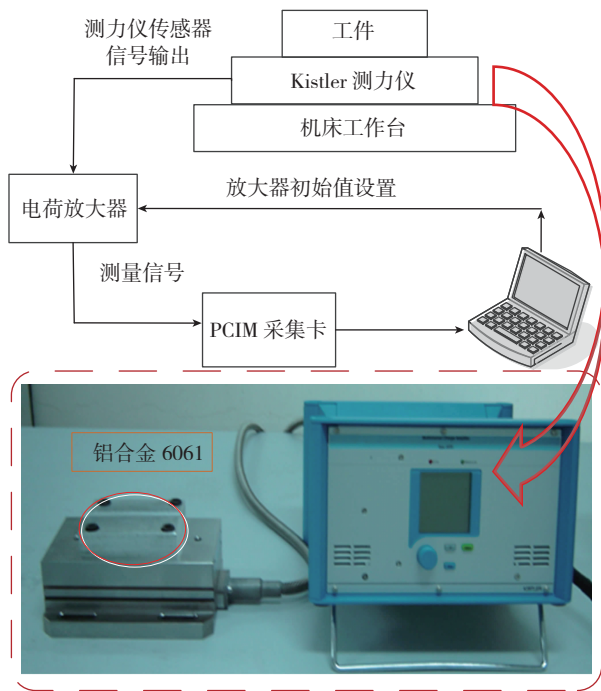 测力仪传感器
信号输出
工件
Kistler 测力仪
机床工作台
电荷放大器
放大器初始值设置
测量信号
PCIM 采集卡
铝合金 6061